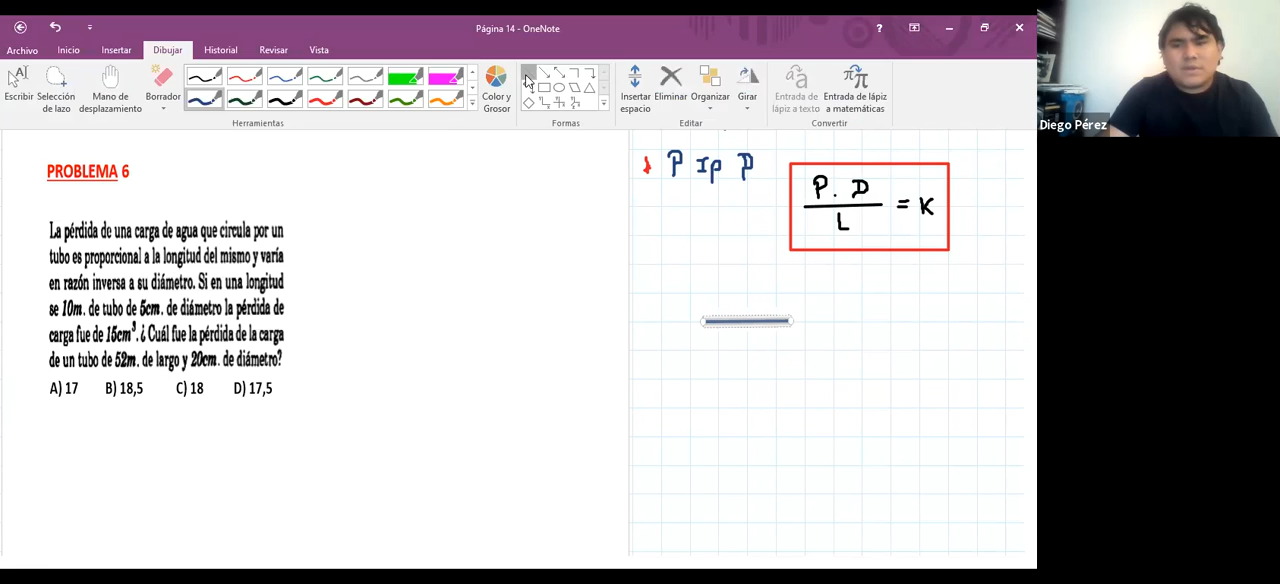 Página 14 - OneNote
?
Archivo
Inicio
Insertar
Dibujar
Historial
Revisar
Vista
Escribir
Selección de lazo
Mano de desplazamiento
Borrador
Color y Grosor
Insertar espacio
Eliminar
Organizar
Girar
Entrada de lápiz a texto
Entrada de lápiz a matemáticas
Herramientas
Formas
Editar
Convertir
Diego Pérez
PROBLEMA 6
La pérdida de una carga de agua que circula por un
tubo es proporcional a la longitud del mismo y varía
en razón inversa a su diámetro. Si en una longitud
se 10m. de tubo de 5cm. de diámetro la pérdida de
carga fue de 15cm³. ¿ Cuál fue la pérdida de la carga
de un tubo de 52m. de largo y 20cm. de diámetro?
A) 17 B) 18,5 C) 18 D) 17,5
P Ip D
P . D
L
= K